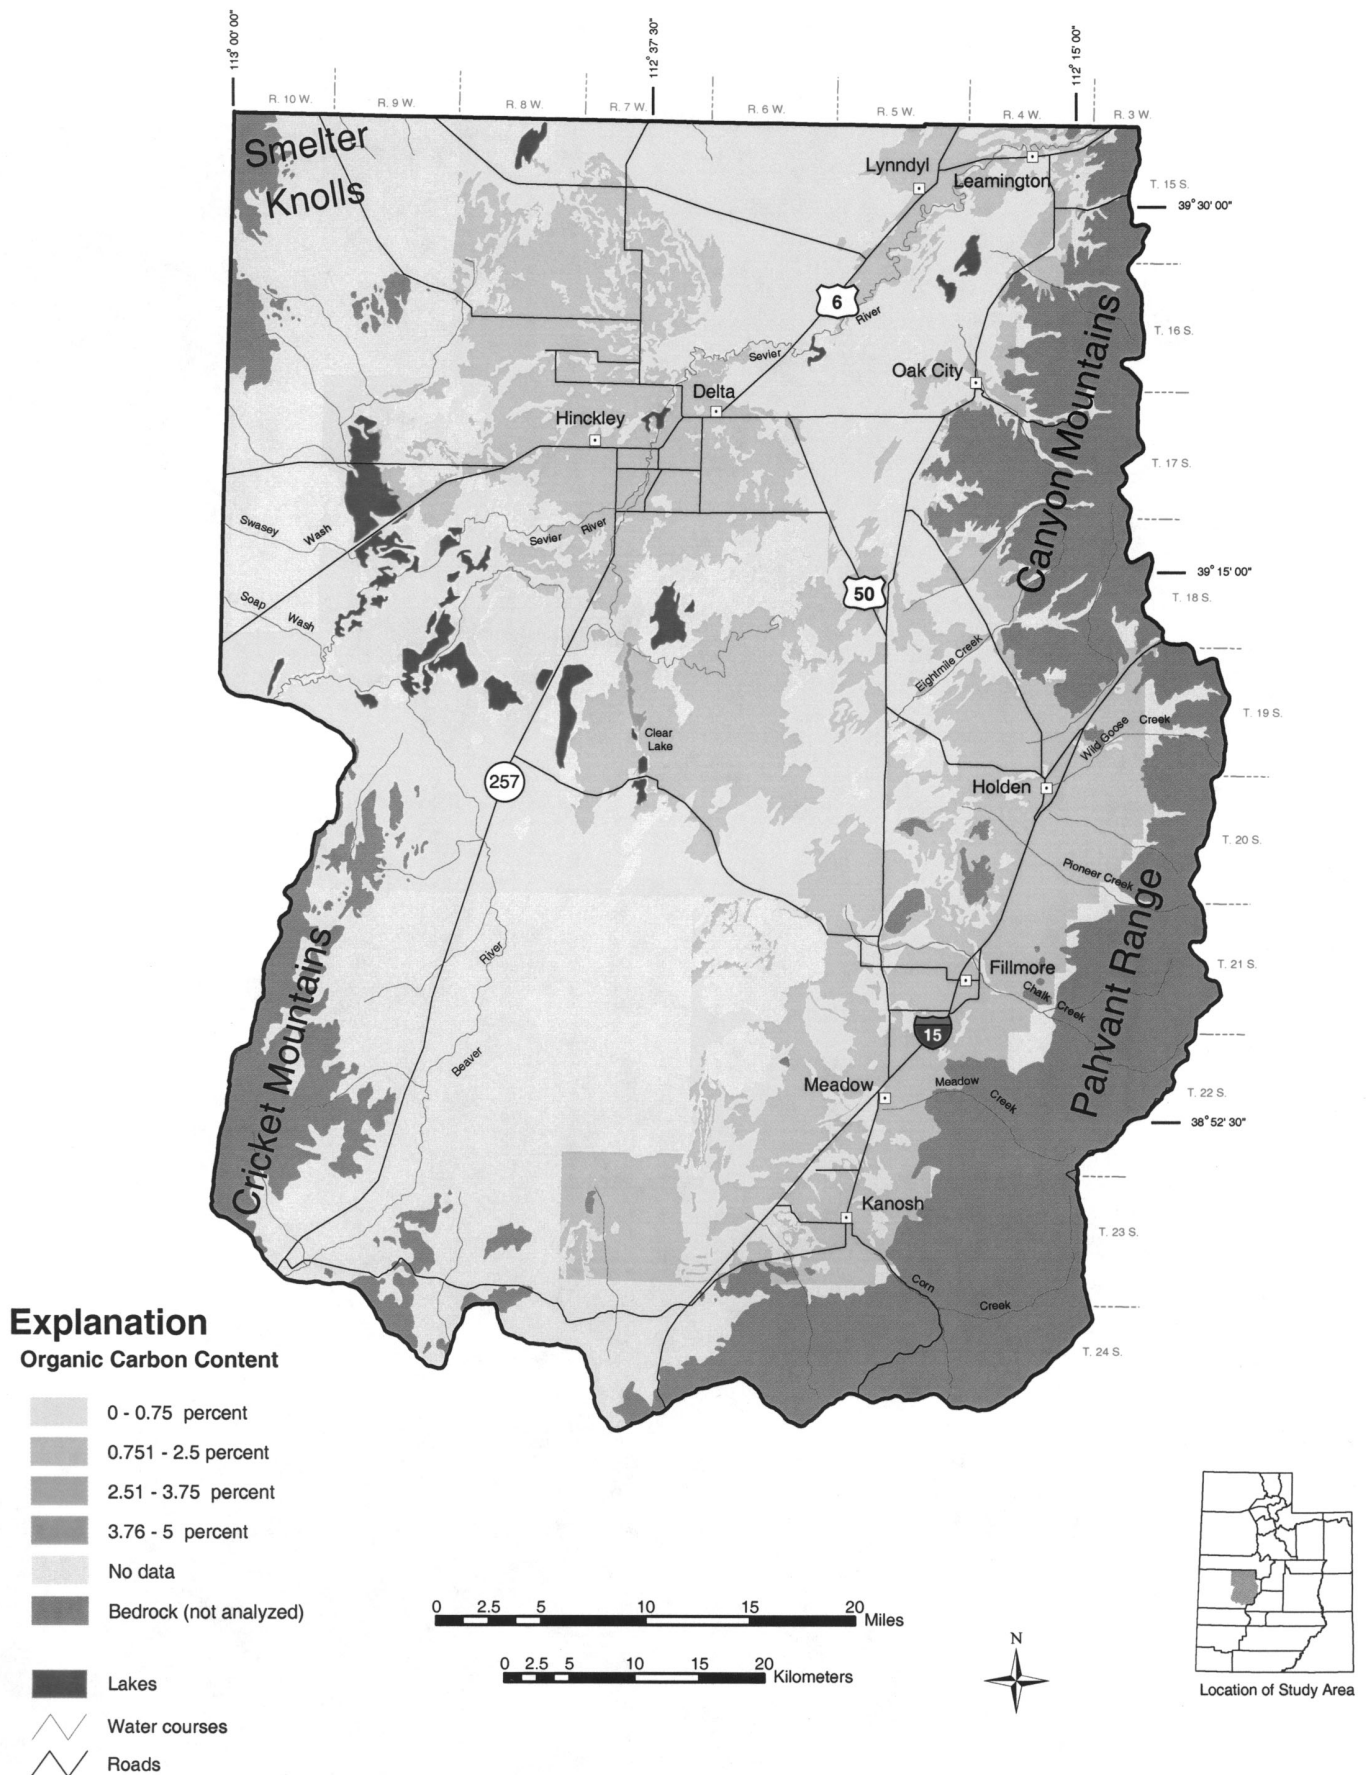 113° 00' 00"
112° 37' 30"
112° 15' 00"
R. 10 W.
R. 9 W.
R. 8 W.
R. 7 W.
R. 6 W.
R. 5 W.
R. 4 W.
R. 3 W.
Smelter
Knolls
Lynndyl
Leamington
T. 15 S.
39° 30' 00"
6
River
Sevier
T. 16 S.
Canyon Mountains
Oak City
Delta
Hinckley
T. 17 S.
Swasey
Wash
Sevier
River
39° 15' 00"
50
T. 18 S.
Soap
Wash
Eightmile Creek
T. 19 S.
Wild Goose
Creek
Clear
Lake
257
Holden
T. 20 S.
Pioneer Creek
Pahvant Range
Cricket Mountains
River
Fillmore
T. 21 S.
Chalk
Creek
15
Beaver
Meadow
Meadow
Creek
T. 22 S.
38° 52' 30"
Kanosh
T. 23 S.
Corn
Creek
T. 24 S.
Explanation
Organic Carbon Content
0 - 0.75 percent
0.751 - 2.5 percent
2.51 - 3.75 percent
3.76 - 5 percent
No data
Bedrock (not analyzed)
Lakes
Water courses
Roads
0 2.5 5 10 15 20
Miles
0 2.5 5 10 15 20
Kilometers
N
Location of Study Area